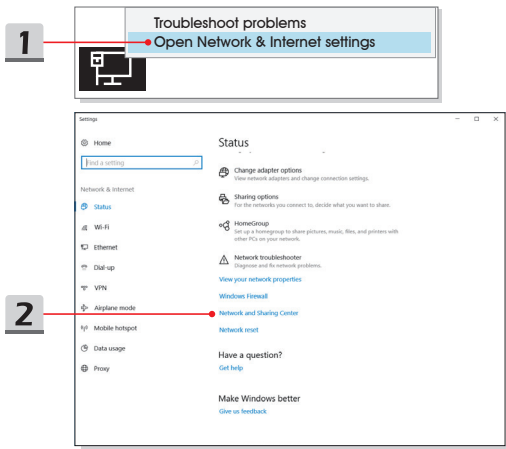 Troubleshoot problems
1
Open Network & Internet settings
Settings
Home
Status
Find a setting
Change adapter options
View network adapters and change connection settings.
Network & Internet
Sharing options
For the networks you connect to, decide what you want to share.
Status
Wi-Fi
HomeGroup
Set up a homegroup to share pictures, music, files, and printers with
other PCs on your network.
Ethernet
Dial-up
Network troubleshooter
Diagnose and fix network problems.
View your network properties
VPN
Windows Firewall
Airplane mode
2
Network and Sharing Center
Mobile hotspot
Network reset
Data usage
Have a question?
Proxy
Get help
Make Windows better
Give us feedback